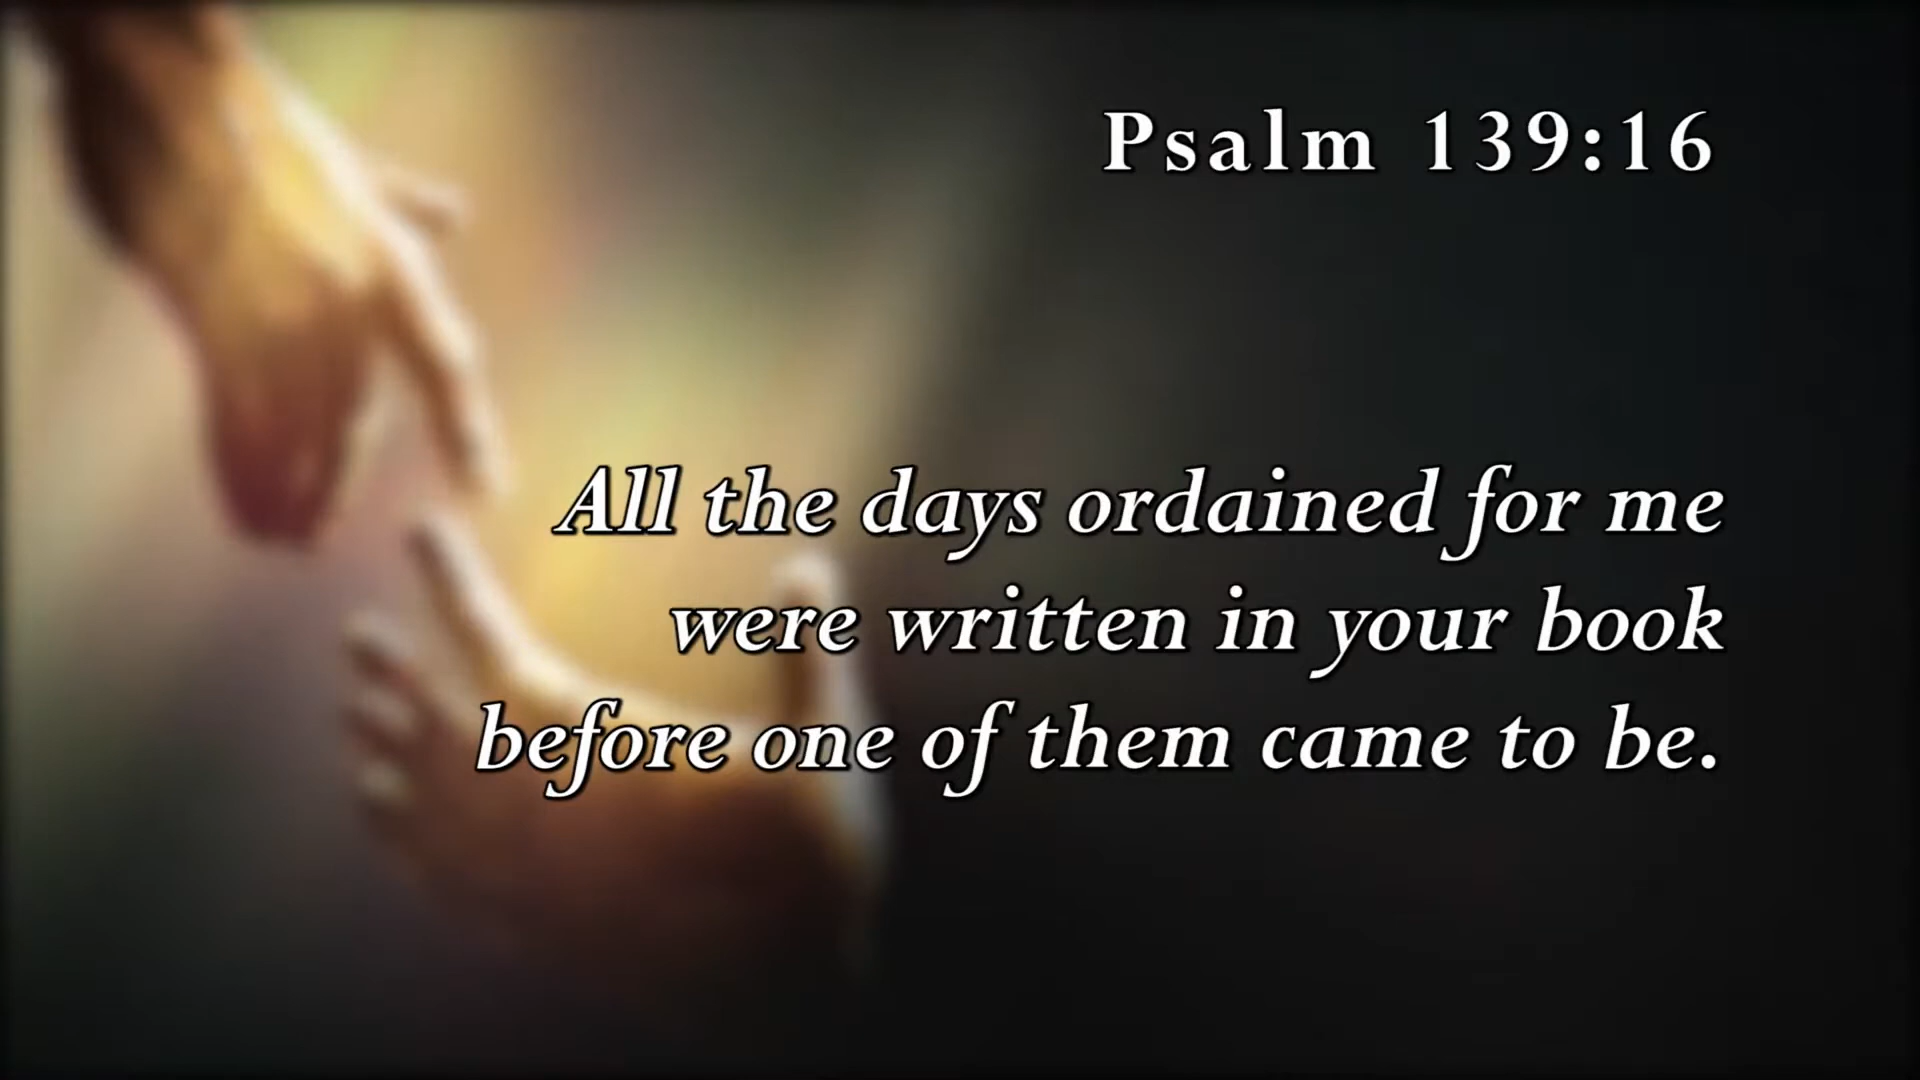 Psalm 139:16
All the days ordained for me
were written in your book
before one of them came to be.